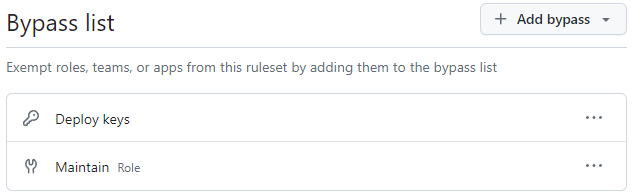 Bypass list
Add bypass
Exempt roles, teams, or apps from this ruleset by adding them to the bypass list
Deploy keys
Maintain Role